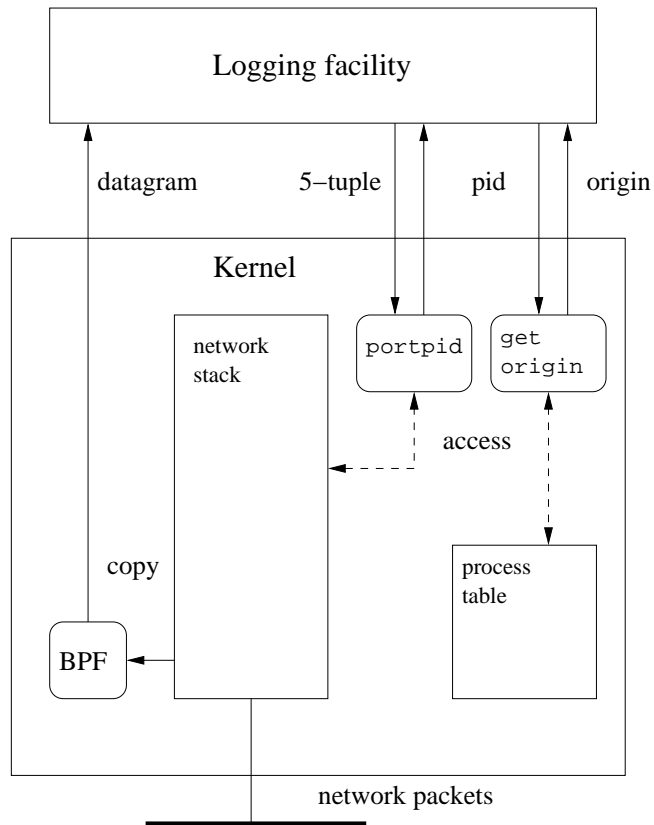 Logging facility
datagram
5−tuple
pid
origin
Kernel
network
stack
portpid
get
origin
access
copy
process
table
BPF
network packets